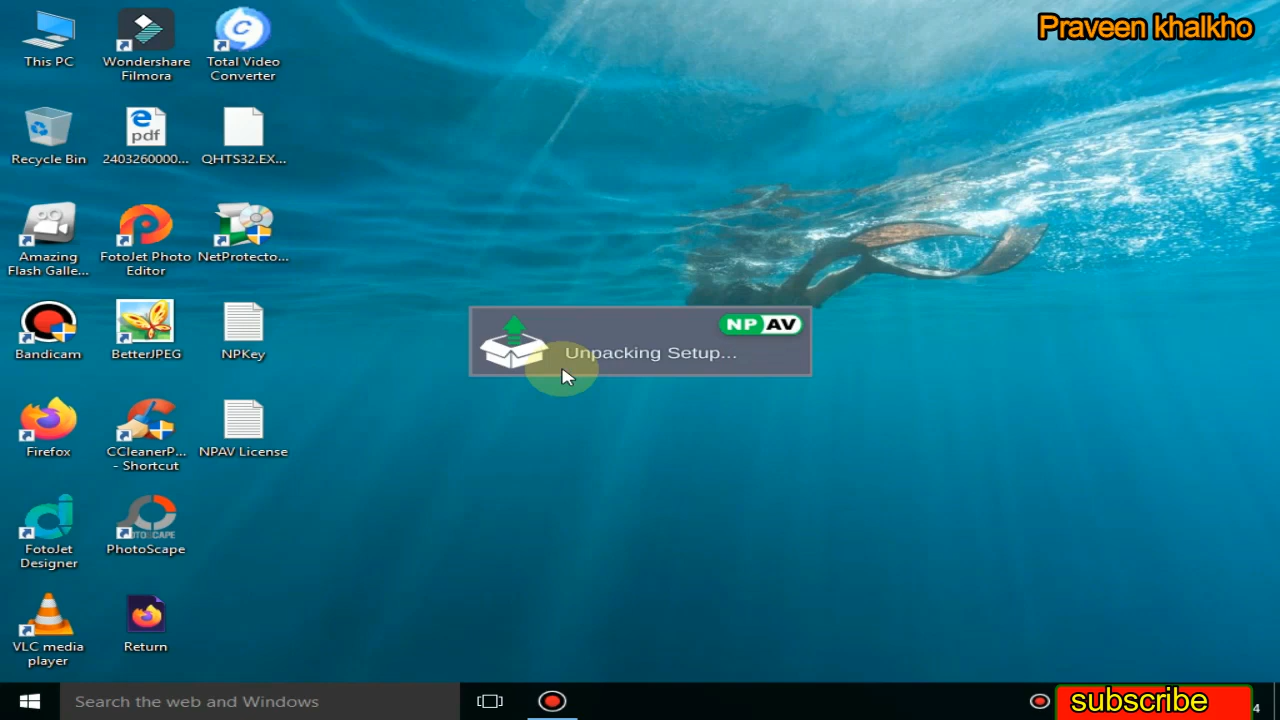 Praveen khalkho
This PC
Wondershare
Filmora
Total Video
Converter
Recycle Bin
e
pdf
2403260000...
QHTS32.EX...
Amazing
Flash Galle...
FotoJet Photo
Editor
NetProtecto...
NP AV
Unpacking Setup...
Bandicam
BetterJPEG
NPKey
Firefox
CCleanerP...
- Shortcut
NPAV License
FotoJet
Designer
PHOTOSCAPE
PhotoScape
VLC media
player
Return
Search the web and Windows
subscribe
4